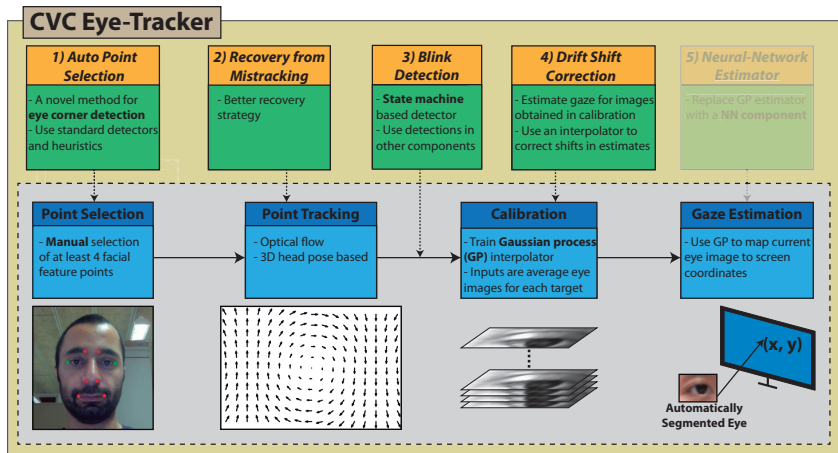 CVC Eye-Tracker
1) Auto Point
Selection
- A novel method for
eye corner detection
- Use standard detectors
and heuristics
2) Recovery from
Mistracking
- Better recovery
strategy
3) Blink
Detection
- State machine
based detector
- Use detections in
other components
4) Drift Shift
Correction
- Estimate gaze for images
obtained in calibration
- Use an interpolator to
correct shifts in estimates
5) Neural-Network
Estimator
- Replace GP estimator
with a NN component
Point Selection
- Manual selection
of at least 4 facial
feature points
Point Tracking
- Optical flow
- 3D head pose based
Calibration
- Train Gaussian process
(GP) interpolator
- Inputs are average eye
images for each target
Gaze Estimation
- Use GP to map current
eye image to screen
coordinates
(x, y)
Automatically
Segmented Eye